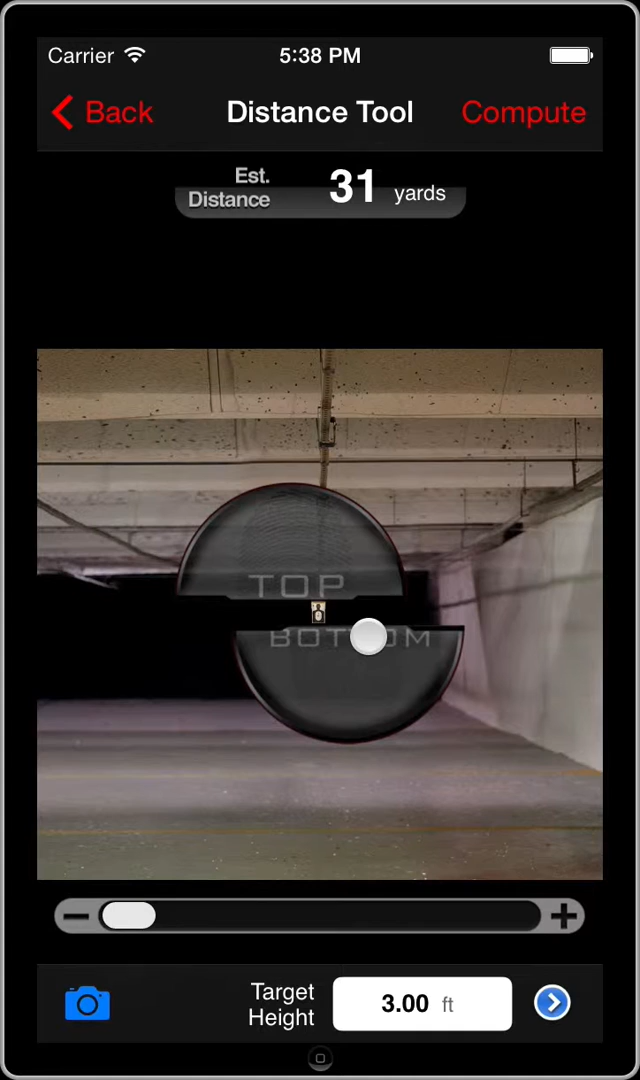 Carrier 5:38 PM
Back Distance Tool Compute
Est.
Distance 31 yards
TOP
BOTTOM
Target
Height 3.00 ft